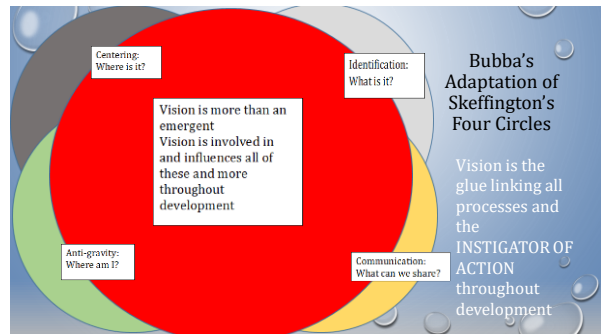 Centering:
Where is it?
Identification:
What is it?
Vision is more than an
emergent
Vision is involved in
and influences all of
these and more
throughout
development
Anti-gravity:
Where am I?
Communication:
What can we share?
Bubba's
Adaptation of
Skeffington's
Four Circles
Vision is the
glue linking all
processes and
the
INSTIGATOR OF
ACTION
throughout
development